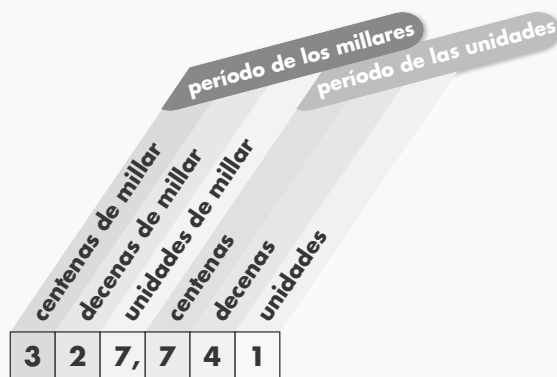 período de los millares
período de las unidades
centenas de millar
decenas de millar
unidades de millar
centenas
decenas
unidades
3 2 7, 7 4 1